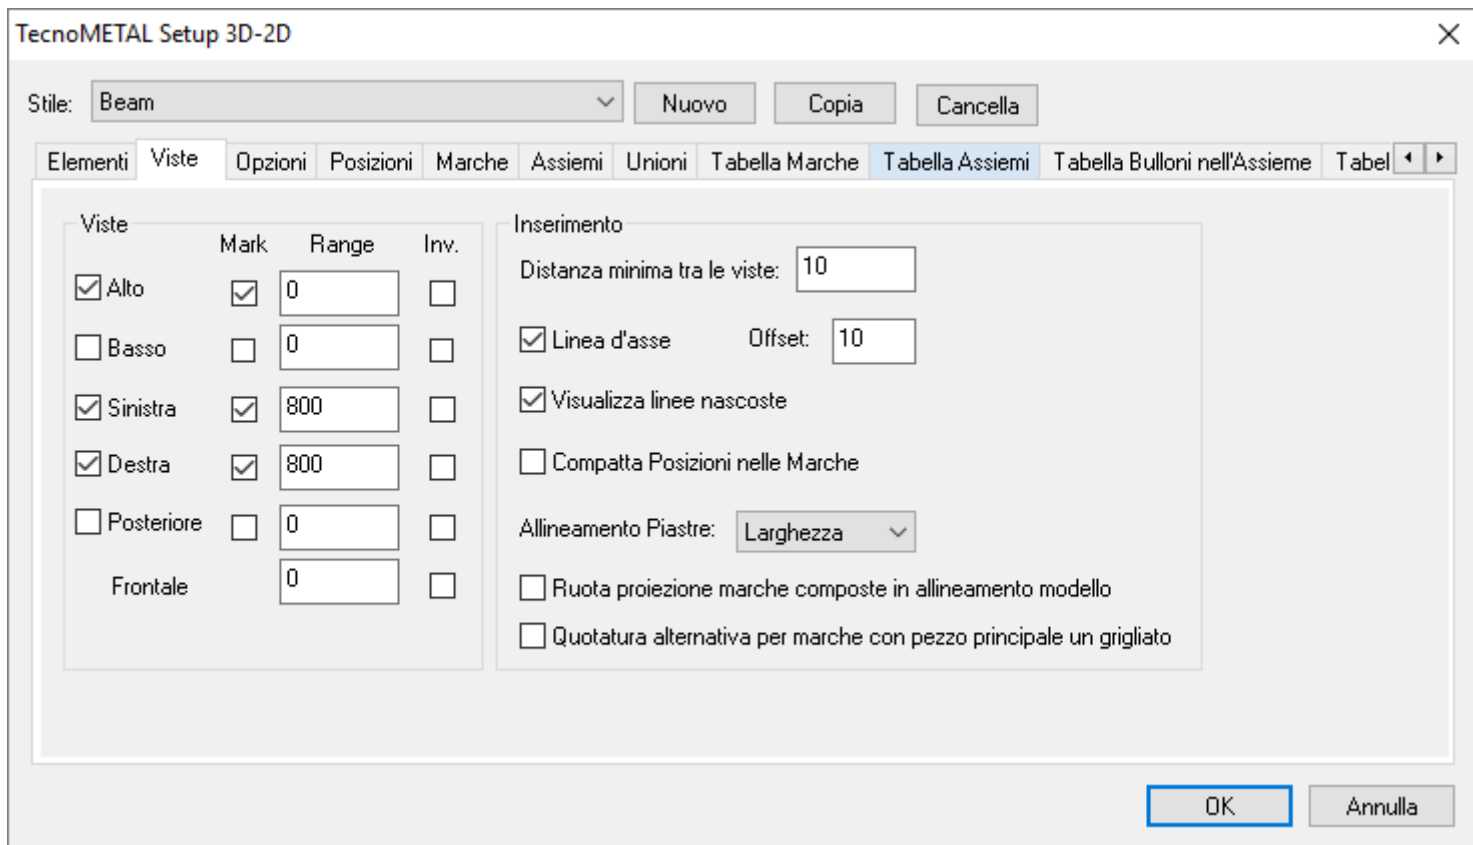 TecnoMETAL Setup 3D-2D
Stile: Beam Nuovo Copia Cancella
Elementi Viste Opzioni Posizioni Marche Assiemi Unioni Tabella Marche Tabella Assiemi Tabella Bulloni nell'Assieme Tabel
Viste
Mark Range Inv.
Alto 0
Basso 0
Sinistra 800
Destra 800
Posteriore 0
Frontale 0
Inserimento
Distanza minima tra le viste: 10
Linea d'asse Offset: 10
Visualizza linee nascoste
Compatta Posizioni nelle Marche
Allineamento Piastre: Larghezza
Ruota proiezione marche composte in allineamento modello
Quotatura alternativa per marche con pezzo principale un grigliato
OK Annulla